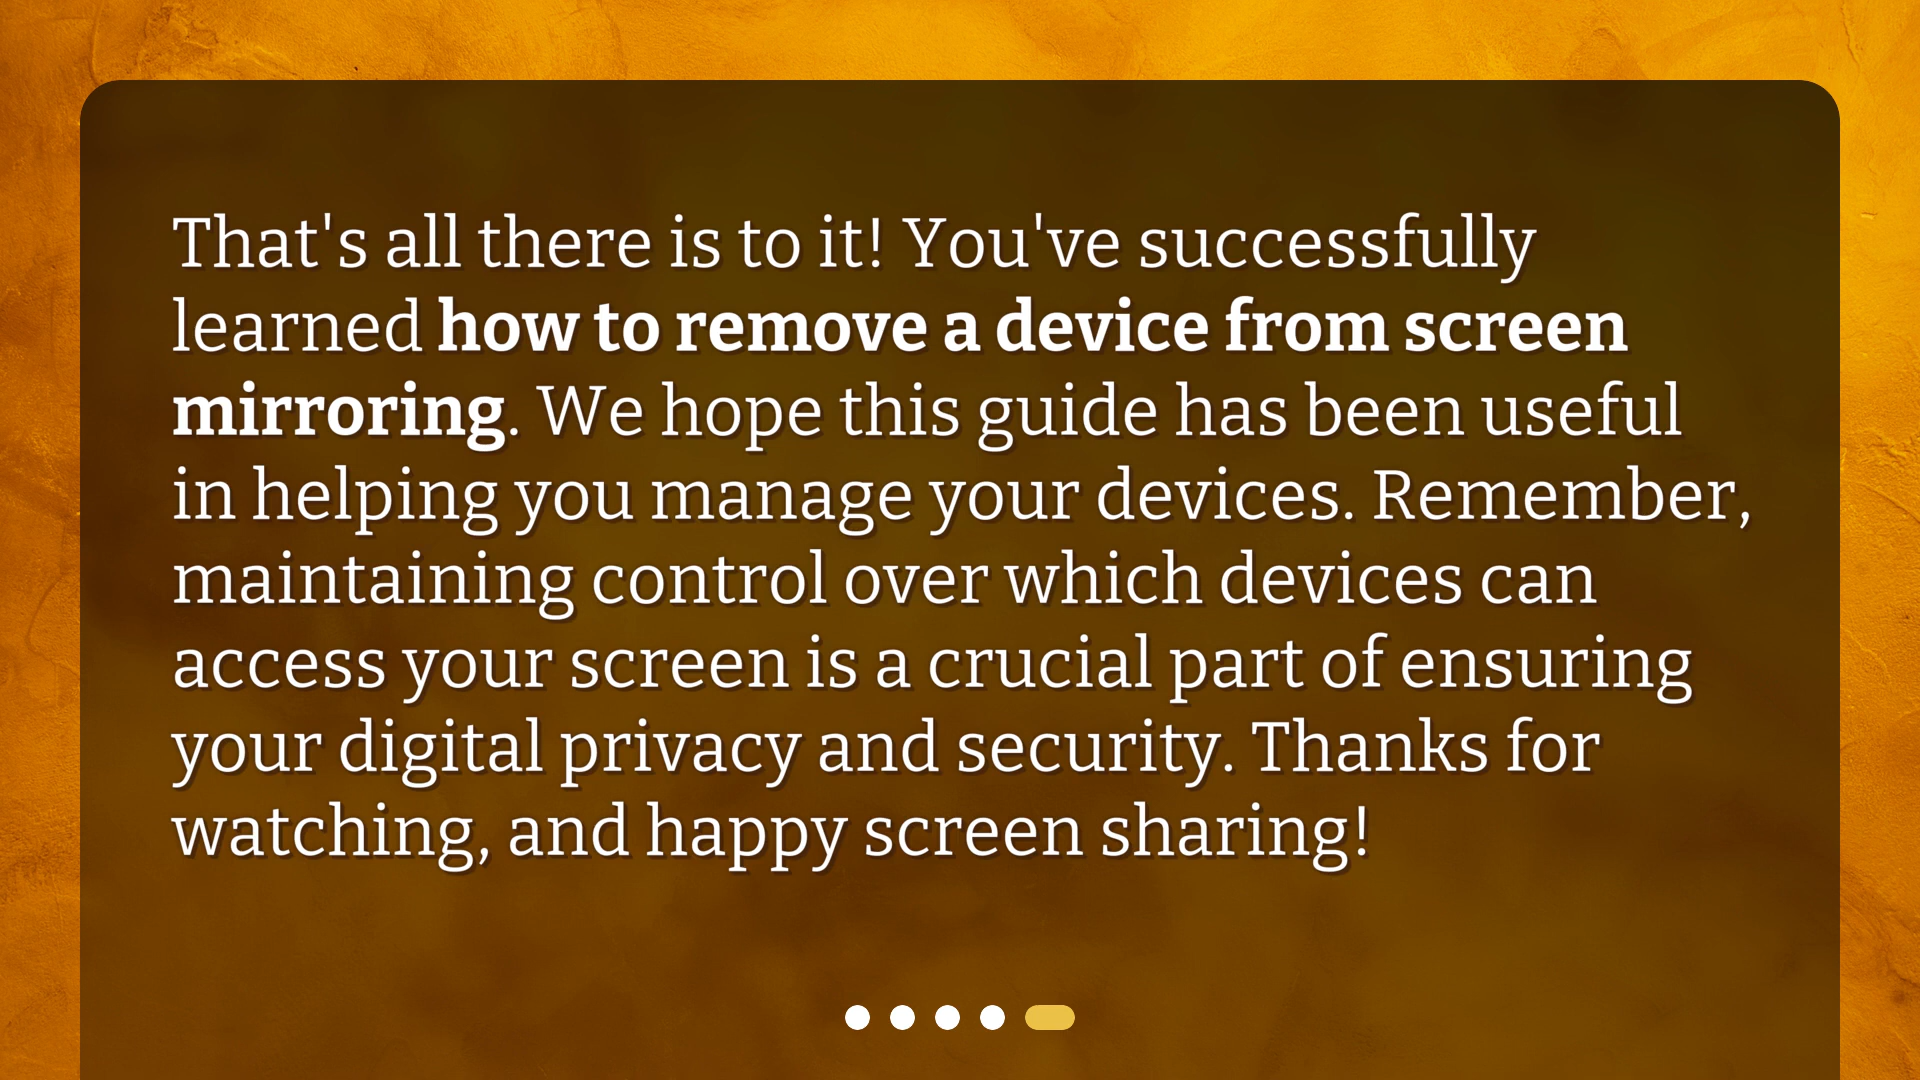 That's all there is to it! You've successfully
learned how to remove a device from screen
mirroring. We hope this guide has been useful
in helping you manage your devices. Remember,
maintaining control over which devices can
access your screen is a crucial part of ensuring
your digital privacy and security. Thanks for
watching, and happy screen sharing!